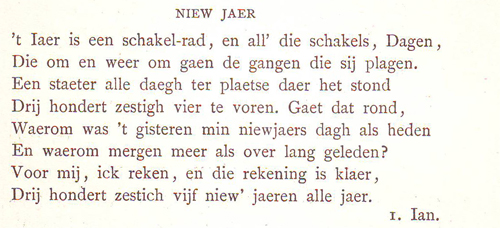 NIEW JAER
't Iaer is een schakel-rad, en all' die schakels, Dagen,
Die om en weer om gaen de gangen die sij plagen.
Een staeter alle daegh ter plaetse daer het stond
Drij hondert zestigh vier te voren. Gaet dat rond,
Waerom was 't gisteren min niewjaers dagh als heden
En waerom mergen meer als over lang geleden?
Voor mij, ick reken, en die rekening is klaer,
Drij hondert zestich vijf niew' jaeren alle jaer.
1. Ian.